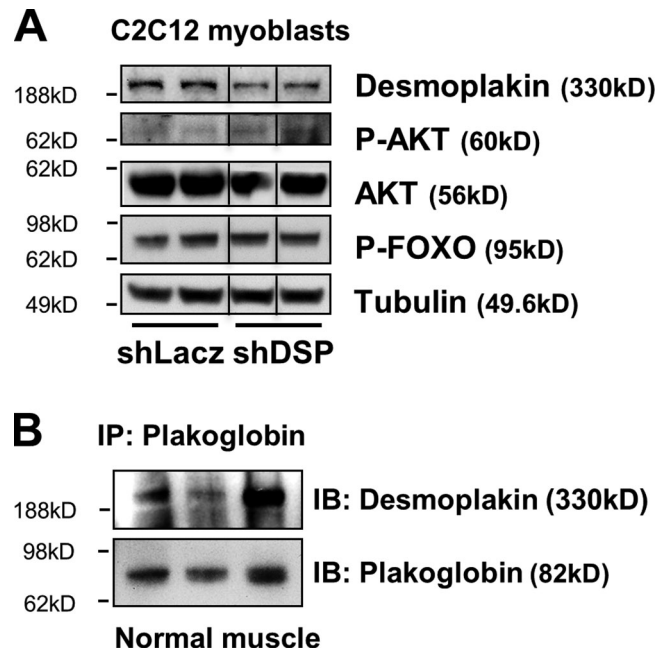 A
C2C12 myoblasts
188kD
Desmoplakin (330kD)
62kD
P-AKT (60kD)
62kD
AKT (56kD)
98kD
62kD
P-FOXO (95kD)
49kD
Tubulin (49.6kD)
shLacz shDSP
B
IP: Plakoglobin
188kD
IB: Desmoplakin (330kD)
98kD
62kD
IB: Plakoglobin (82kD)
Normal muscle